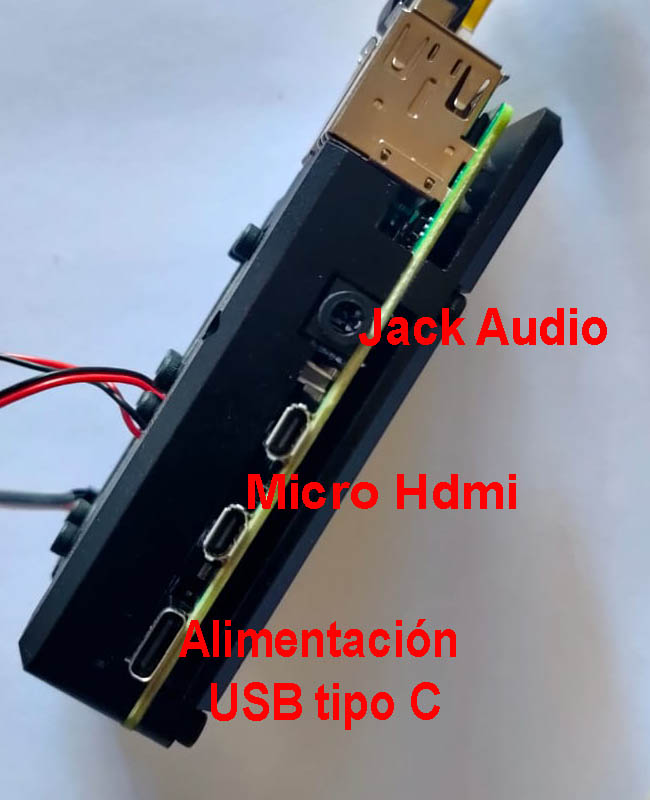 Jack Audio
Micro Hdmi
Alimentación
USB tipo C